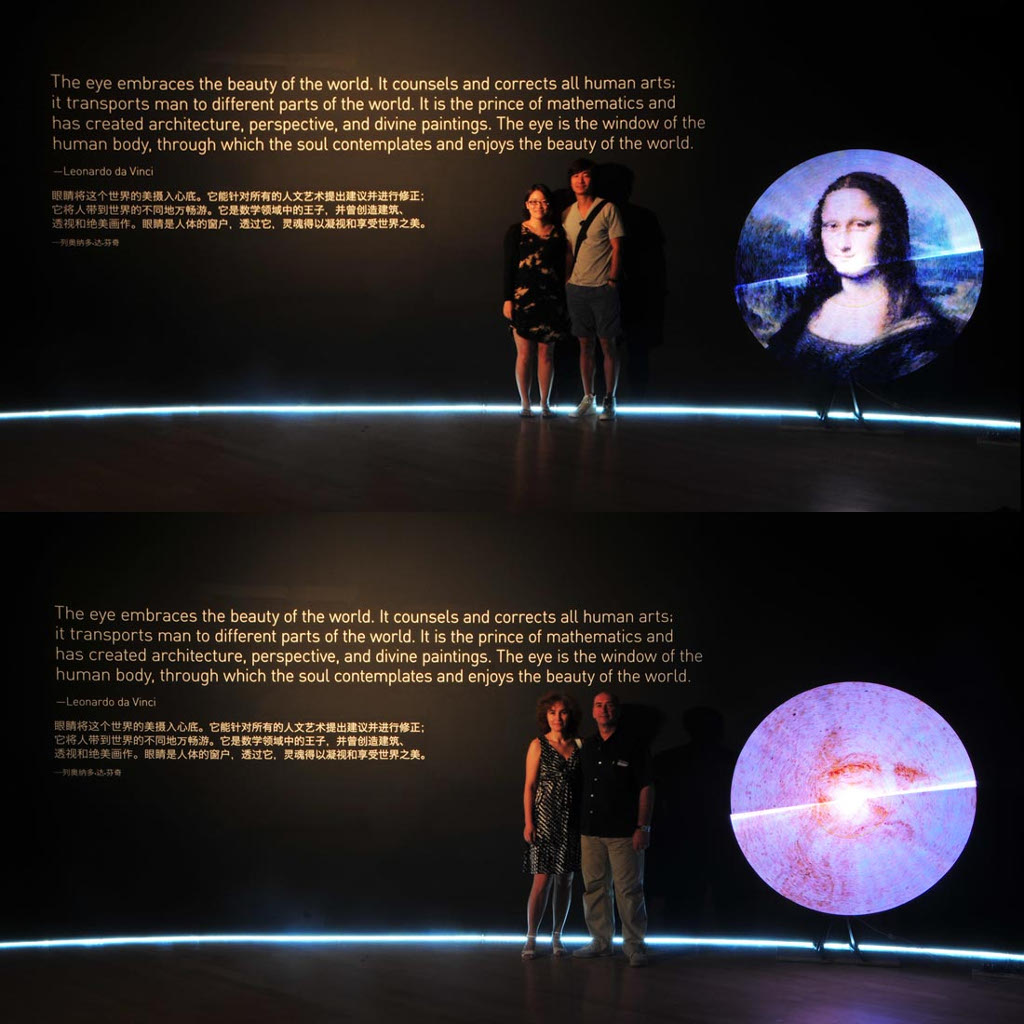 The eye embraces the beauty of the world. It counsels and corrects all human arts;
it transports man to different parts of the world. It is the prince of mathematics and
has created architecture, perspective, and divine paintings. The eye is the window of the
human body, through which the soul contemplates and enjoys the beauty of the world.
—Leonardo da Vinci
眼睛将这个世界的美摄入心底。它能针对所有的人文艺术提出建议并进行修正；
它将人带到世界的不同地方畅游。它是数学领域中的王子，并曾创造建筑、
透视和绝美画作。眼睛是人体的窗户，透过它，灵魂得以凝视和享受世界之美。
—列奥纳多·达·芬奇
The eye embraces the beauty of the world. It counsels and corrects all human arts;
it transports man to different parts of the world. It is the prince of mathematics and
has created architecture, perspective, and divine paintings. The eye is the window of the
human body, through which the soul contemplates and enjoys the beauty of the world.
—Leonardo da Vinci
眼睛将这个世界的美摄入心底。它能针对所有的人文艺术提出建议并进行修正；
它将人带到世界的不同地方畅游。它是数学领域中的王子，并曾创造建筑、
透视和绝美画作。眼睛是人体的窗户，透过它，灵魂得以凝视和享受世界之美。
—列奥纳多·达·芬奇